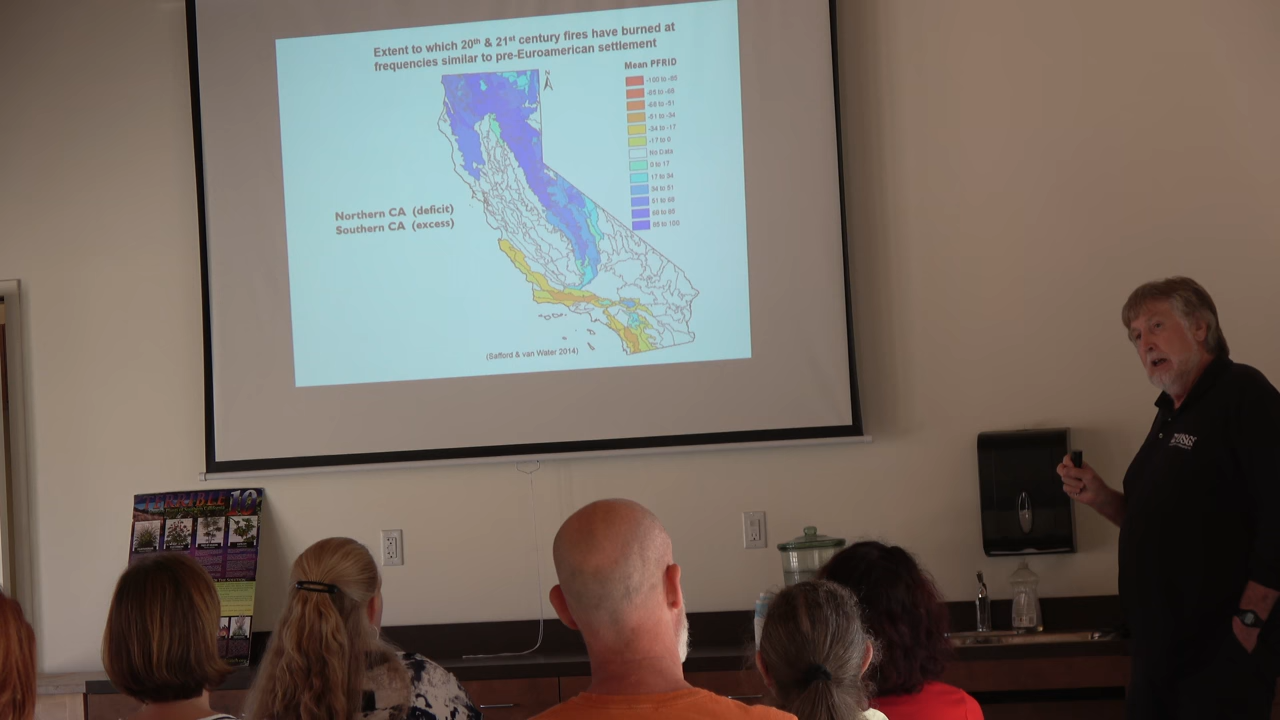 Extent to which 20th & 21st century fires have burned at
frequencies similar to pre-Euroamerican settlement
Mean PFRID
N
-100 to -85
-85 to -68
-68 to -51
-51 to -34
-34 to -17
-17 to 0
No Data
0 to 17
17 to 34
34 to 51
51 to 68
68 to 85
85 to 100
Northern CA (deficit)
Southern CA (excess)
(Safford & van Water 2014)
TERRIBLE 10
USGS